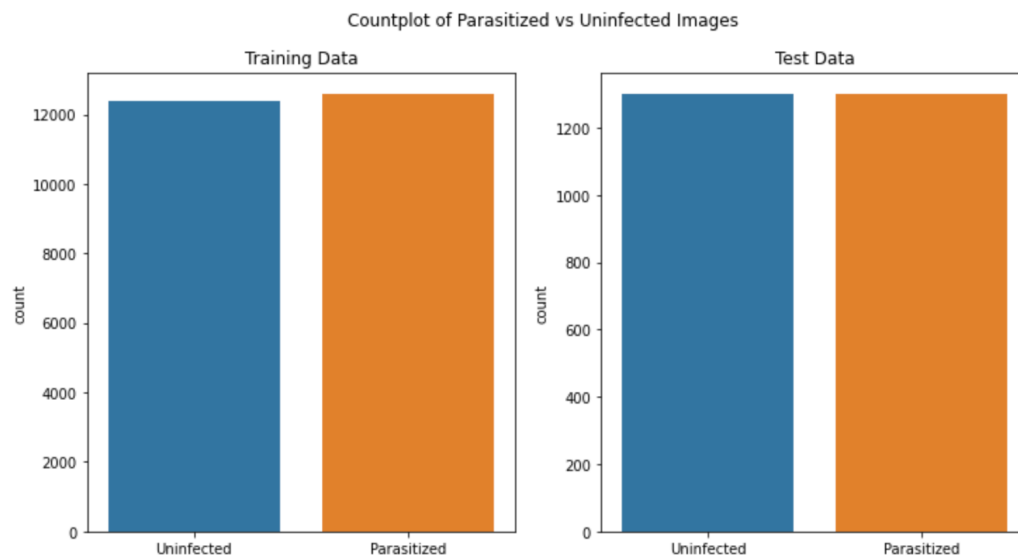 Countplot of Parasitized vs Uninfected Images
Training Data
count
12000
10000
8000
6000
4000
2000
0
Uninfected
Parasitized
Test Data
count
1200
1000
800
600
400
200
0
Uninfected
Parasitized